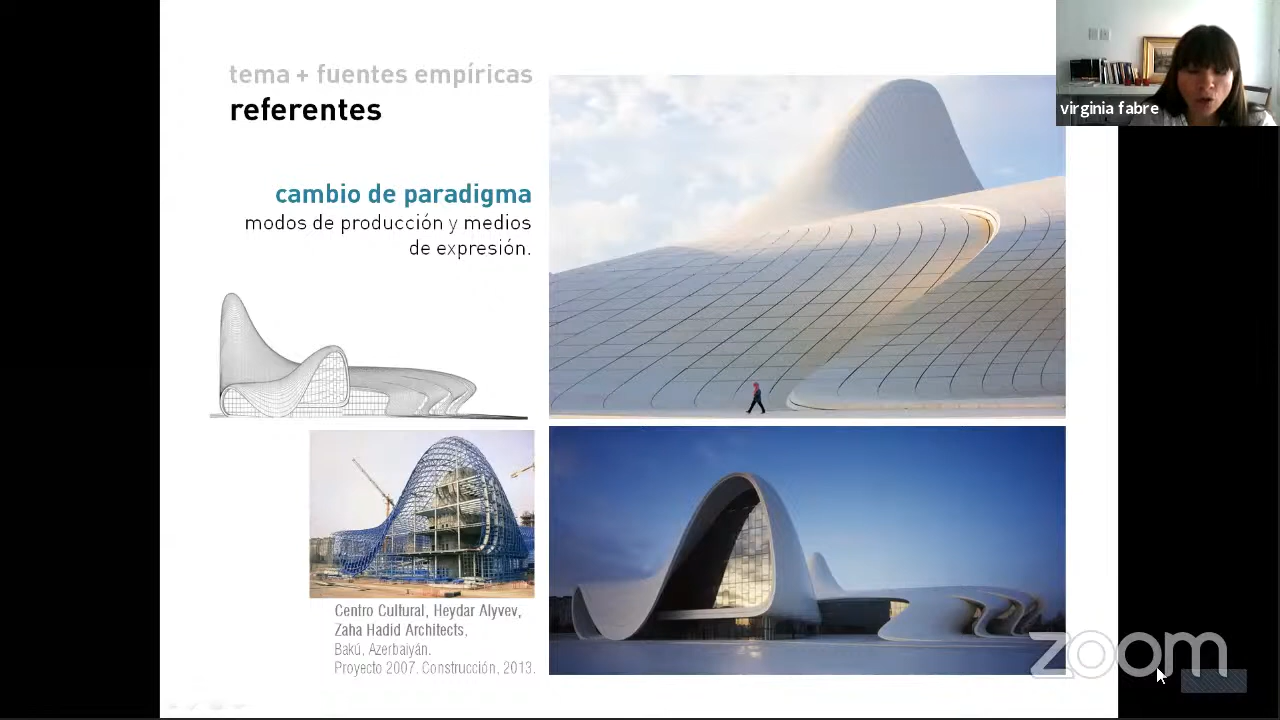 tema + fuentes empíricas
referentes
virginia fabre
cambio de paradigma
modos de producción y medios
de expresión.
Centro Cultural, Heydar Alyvev,
Zaha Hadid Architects,
Bakú, Azerbaiyán.
Proyecto 2007. Construcción, 2013.
zoom